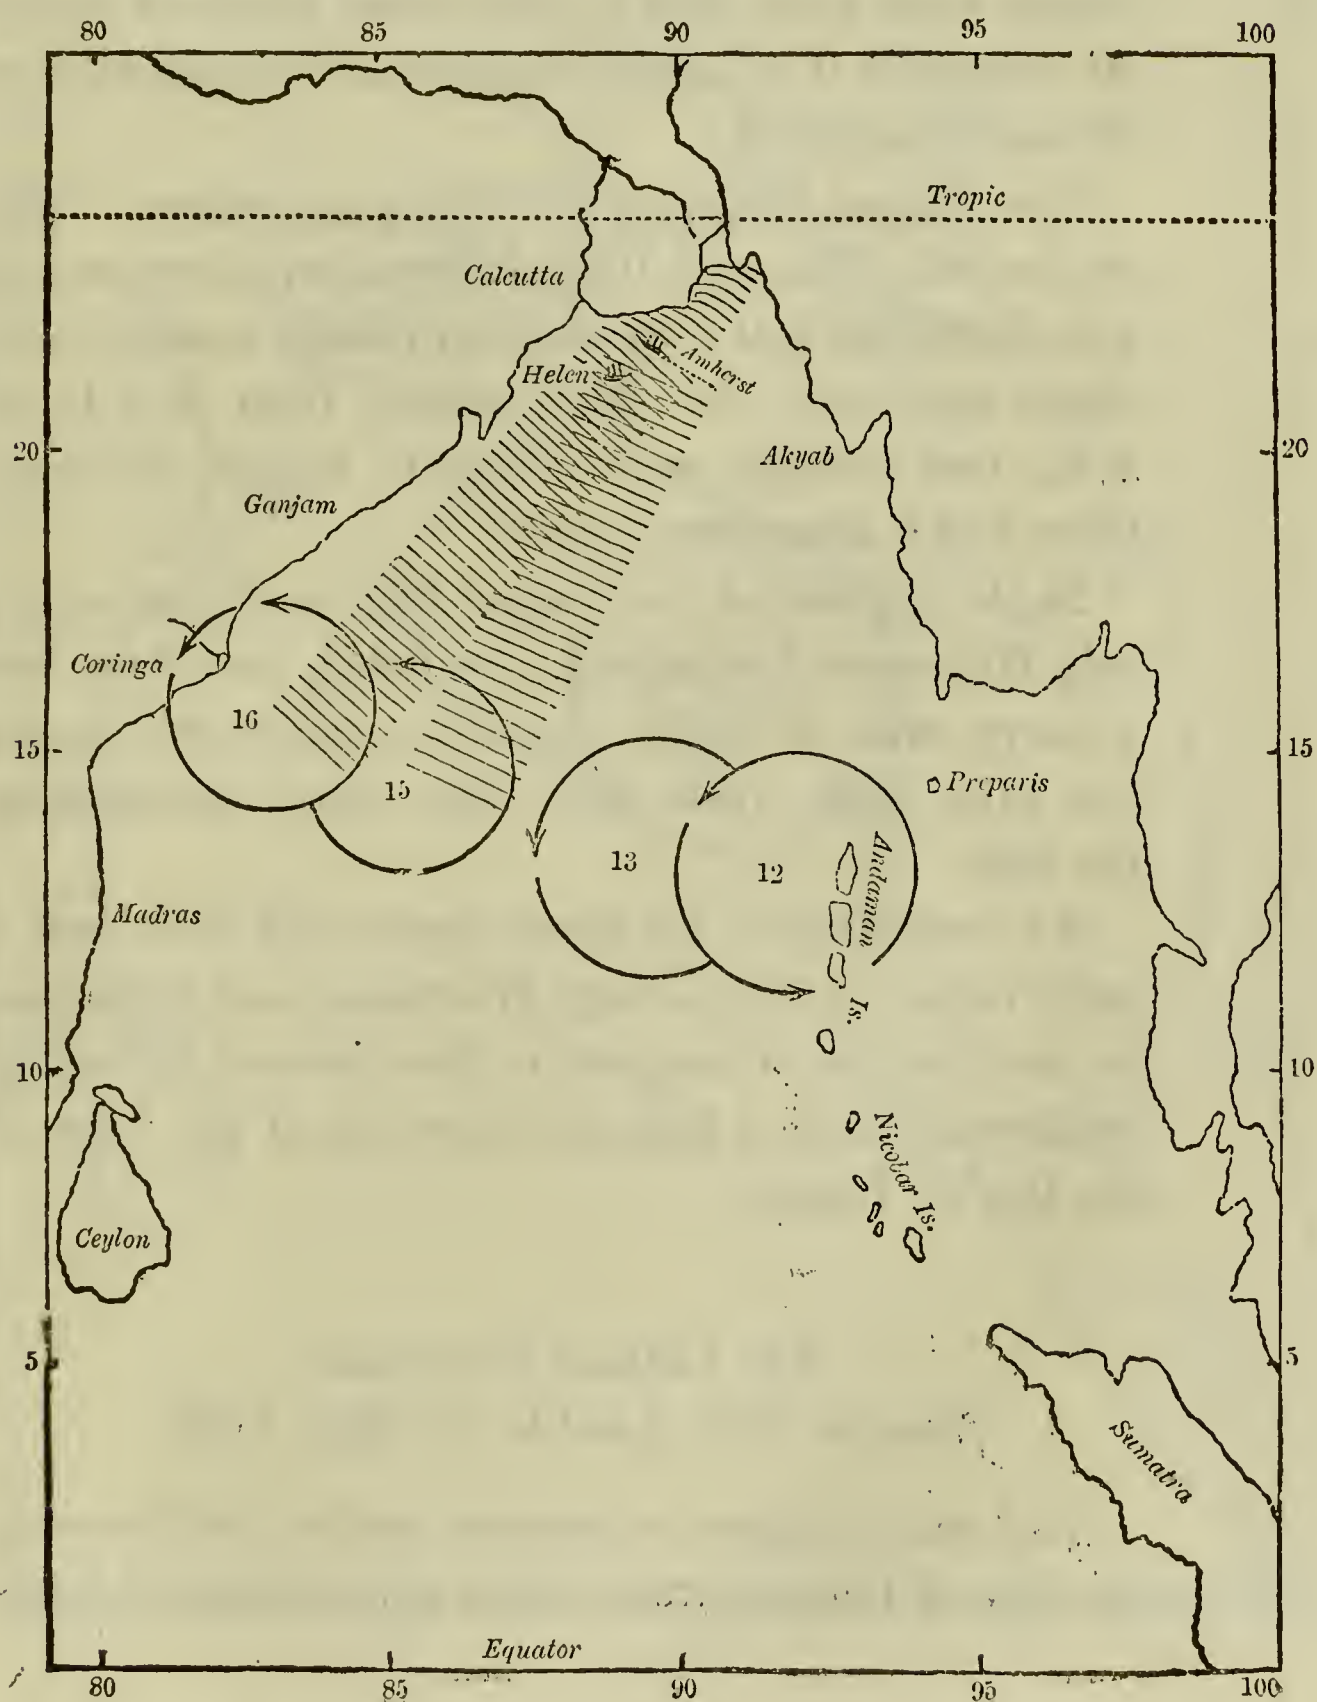 80 85 90 95 100
Tropic
Calcutta
Amherst
Helen
20 20
Akyab
Ganjam
Coringa
16
15 15
Preparis
15
13
12
Andaman Is.
Madras
10 10
Nicobar Is.
Ceylon
5 5
Sumatra
Equator
80 85 90 95 100